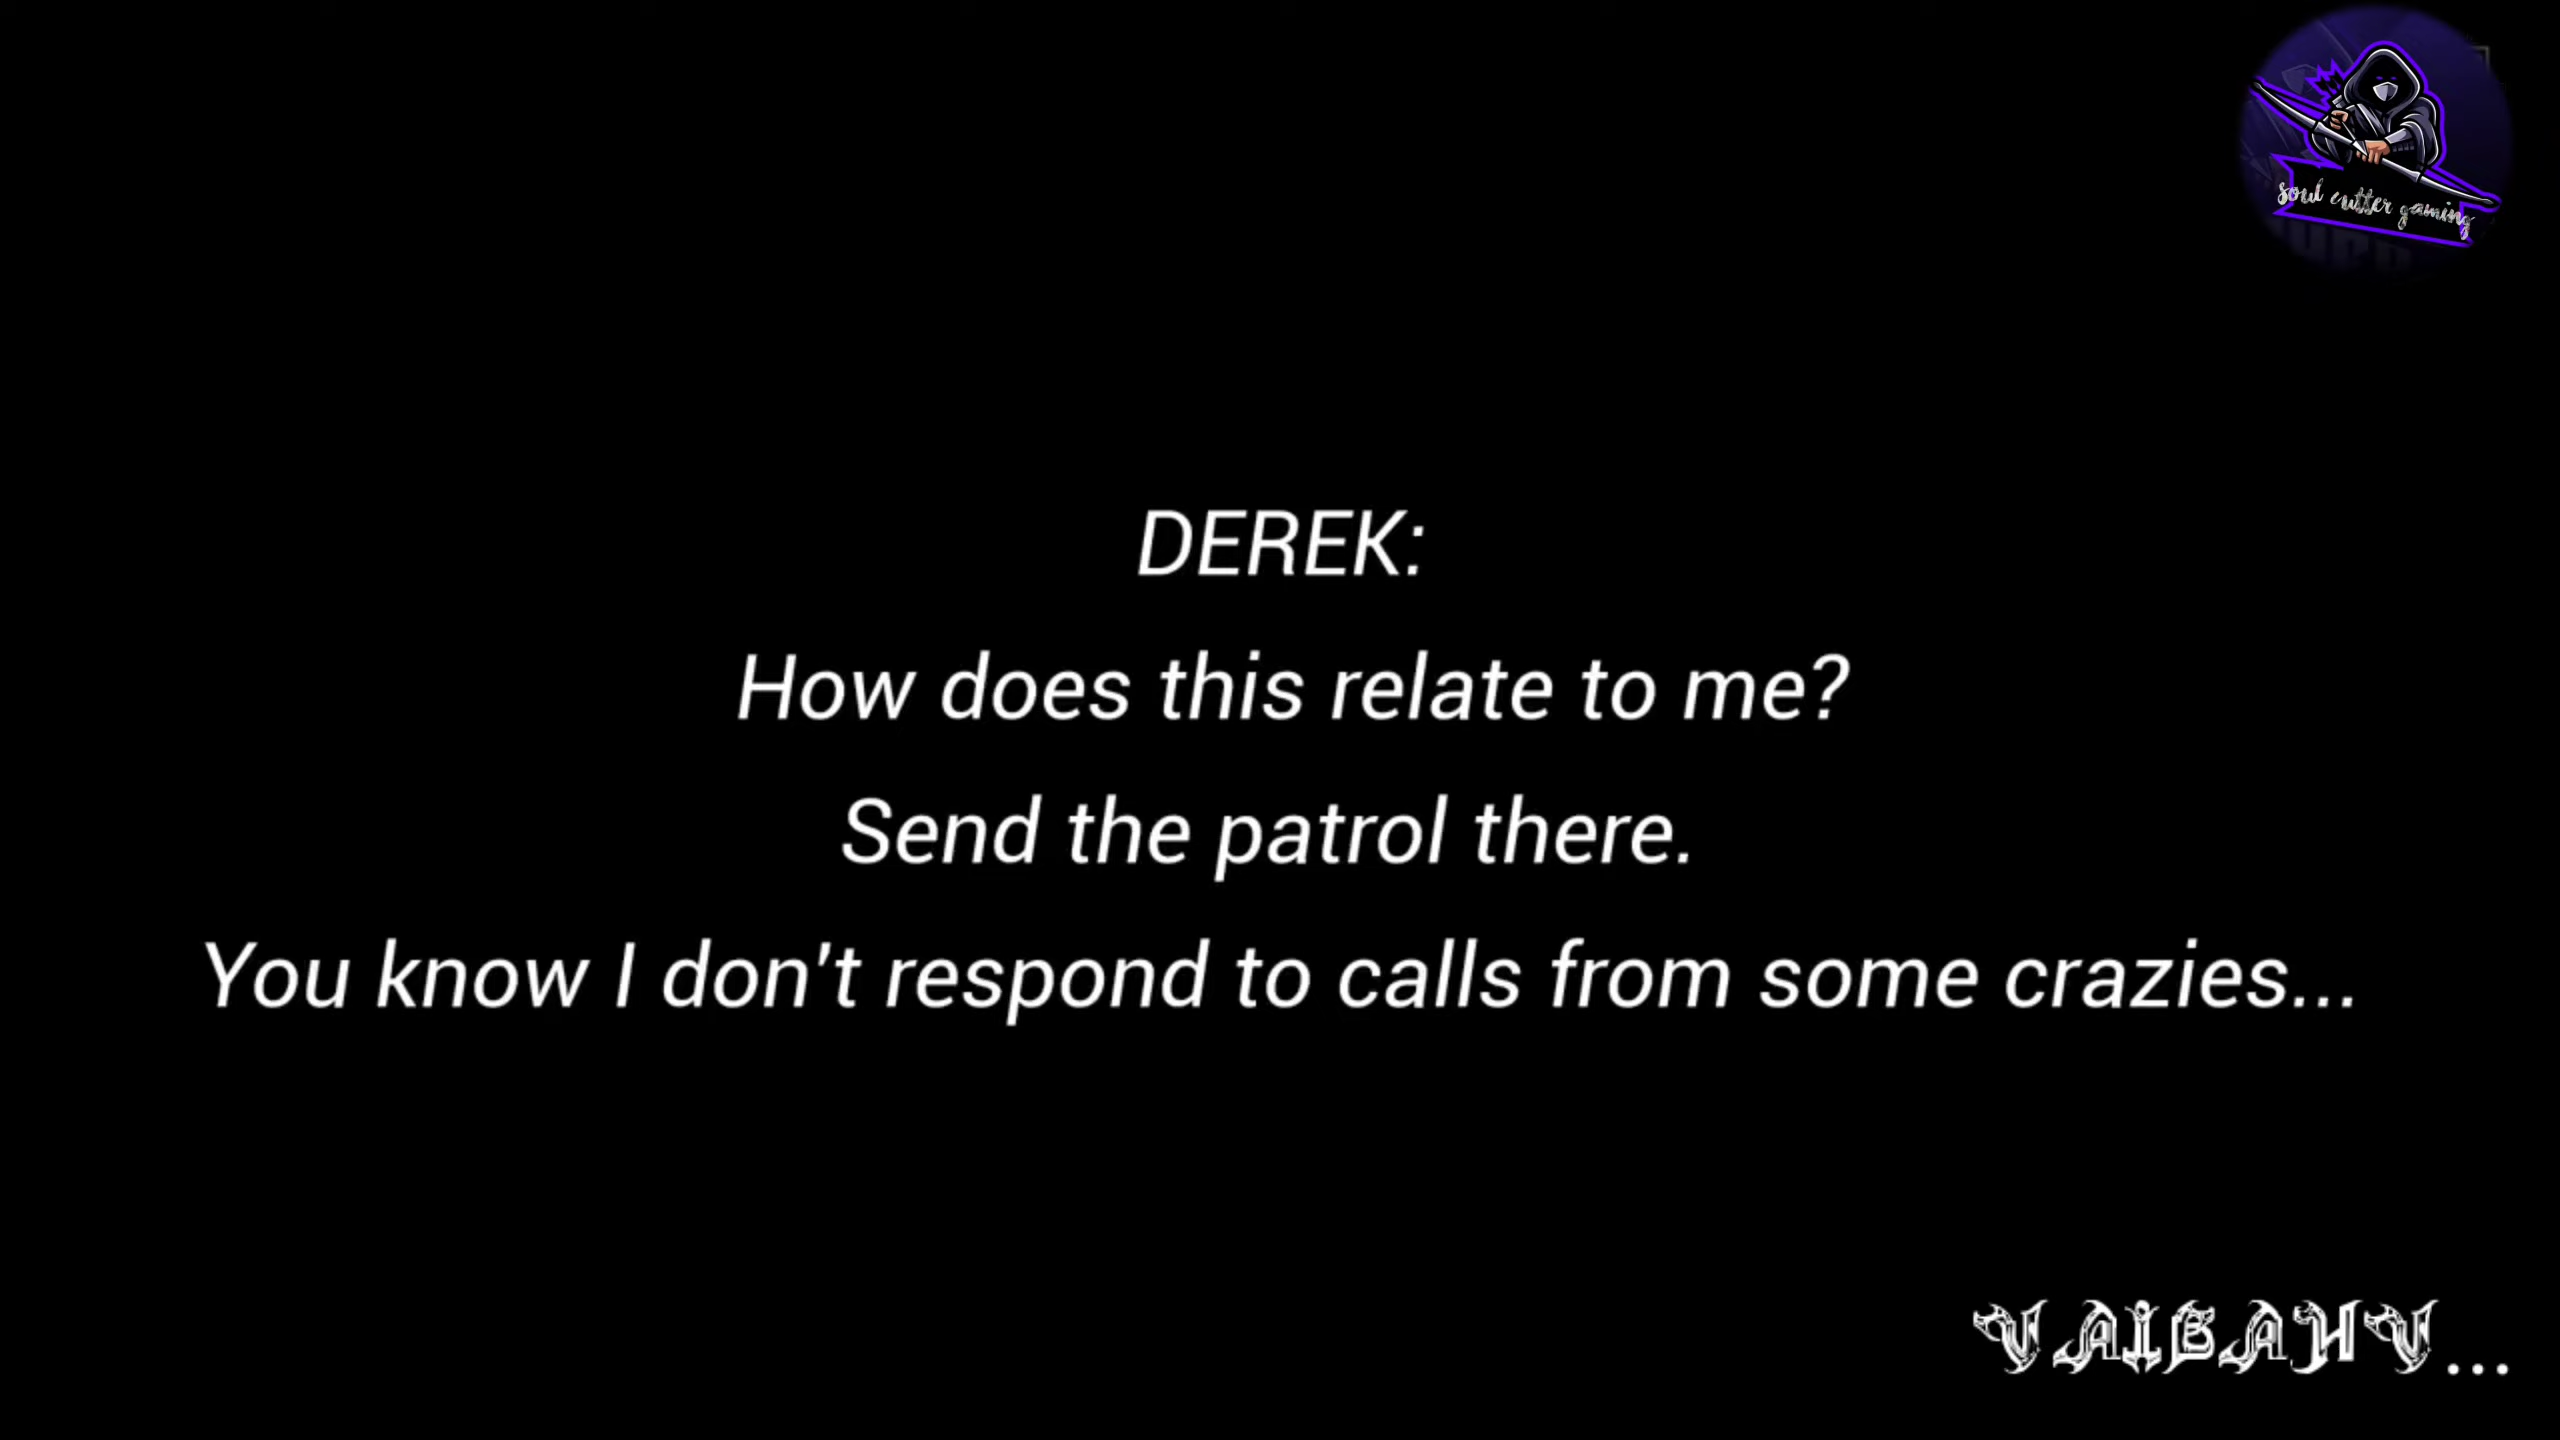 soul cutter gaming
DEREK:
How does this relate to me?
Send the patrol there.
You know I don't respond to calls from some crazies...
VAIBAHV...